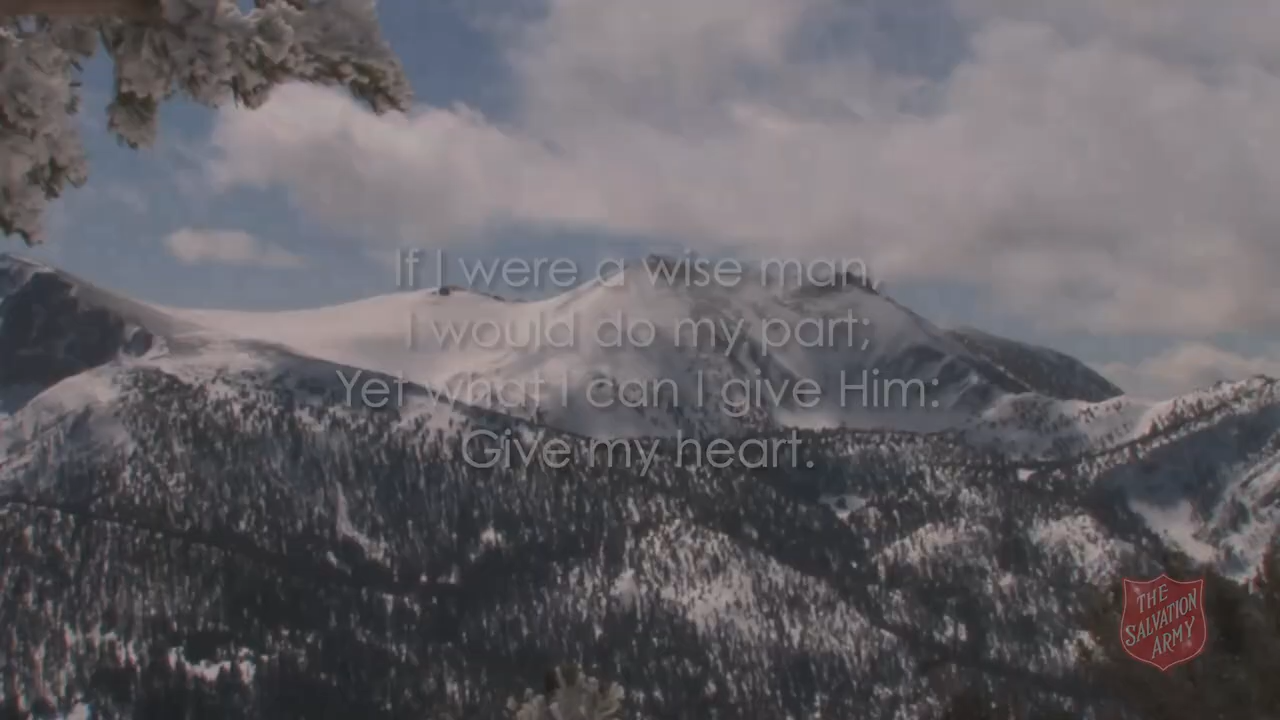 If I were a wise man
I would do my part;
Yet what I can I give Him:
Give my heart.
THE
SALVATION
ARMY